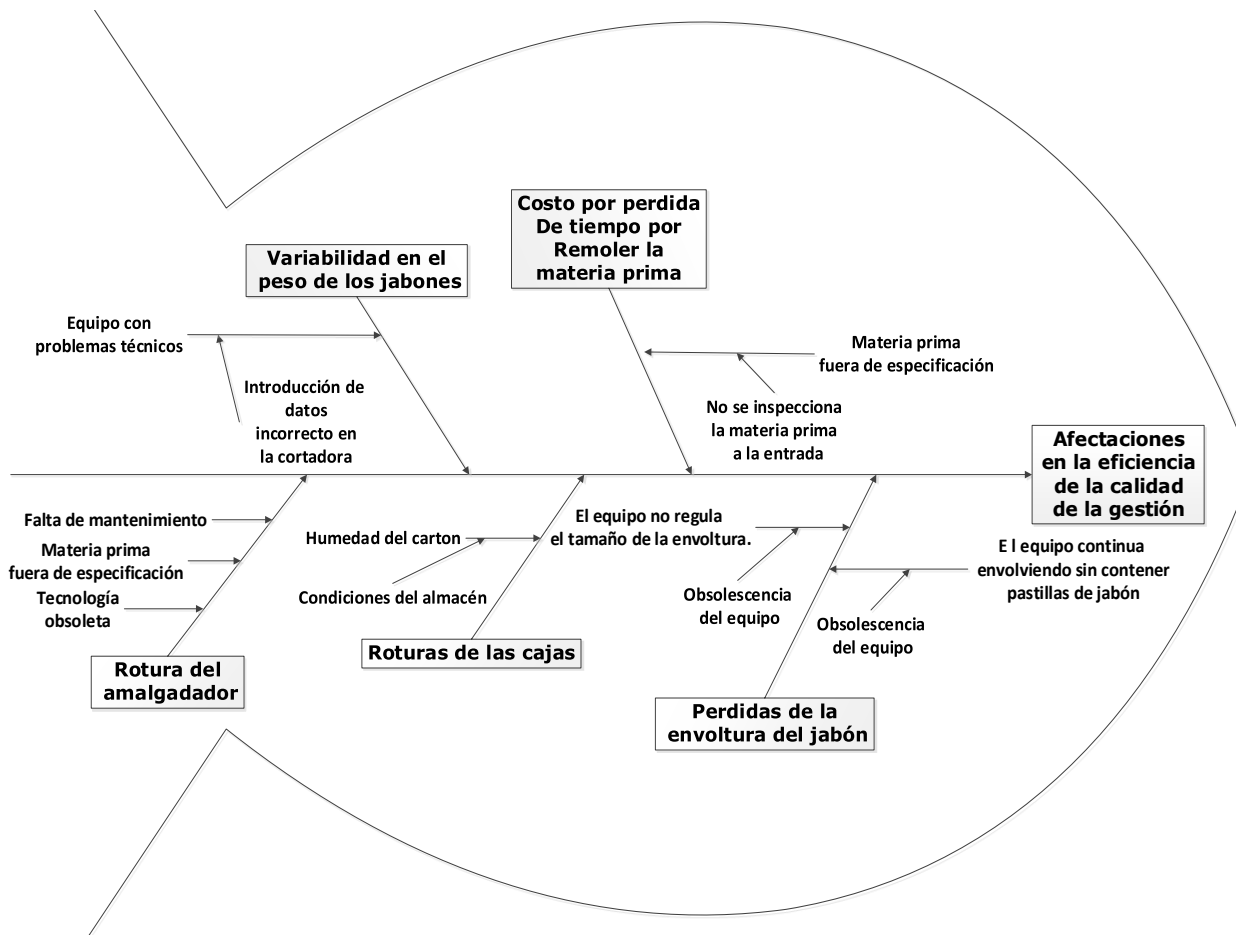 Costo por perdida
De tiempo por
Remoler la
materia prima
Variabilidad en el
peso de los jabones
Equipo con
problemas técnicos
Introducción de
datos
incorrecto en
la cortadora
Materia prima
fuera de especificación
No se inspecciona
la materia prima
a la entrada
Afectaciones
en la eficiencia
de la calidad
de la gestión
Falta de mantenimiento
Materia prima
fuera de especificación
Tecnología
obsoleta
Rotura del
amalgadador
Humedad del carton
Condiciones del almacén
Roturas de las cajas
El equipo no regula
el tamaño de la envoltura.
Obsolescencia
del equipo
E l equipo continua
envolviendo sin contener
pastillas de jabón
Obsolescencia
del equipo
Perdidas de la
envoltura del jabón